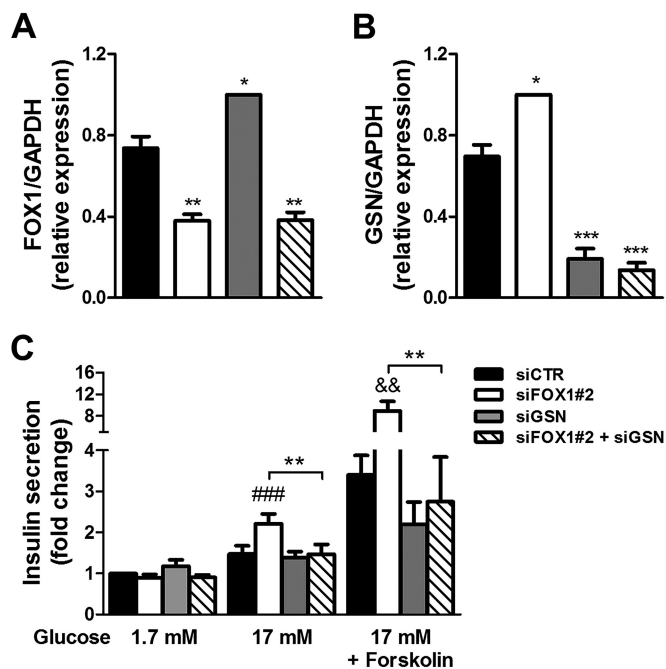 A
FOX1/GAPDH
(relative expression)
1.2
0.8
0.4
0.0
**
*
**
B
GSN/GAPDH
(relative expression)
1.2
0.8
0.4
0.0
*
***
***
C
Insulin secretion
(fold change)
16
12
8
4
3
2
1
0
###
**
&&
**
siCTR
siFOX1#2
siGSN
siFOX1#2 + siGSN
Glucose 1.7 mM 17 mM 17 mM
+ Forskolin